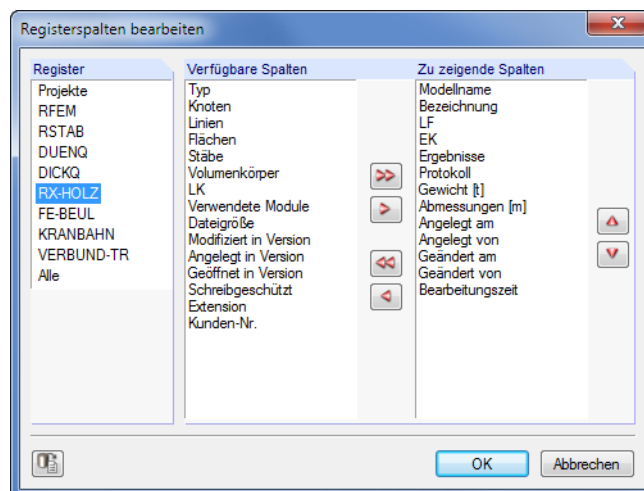 Registerspalten bearbeiten
Register
Projekte
RFEM
RSTAB
DUENQ
DICKQ
RX-HOLZ
FE-BEUL
KRANBAHN
VERBUND-TR
Alle
Verfügbare Spalten
Typ
Knoten
Linien
Flächen
Stäbe
Volumenkörper
LK
Verwendete Module
Dateigröße
Modifiziert in Version
Angelegt in Version
Geöffnet in Version
Schreibgeschützt
Extension
Kunden-Nr.
Zu zeigende Spalten
Modellname
Bezeichnung
LF
EK
Ergebnisse
Protokoll
Gewicht [t]
Abmessungen [m]
Angelegt am
Angelegt von
Geändert am
Geändert von
Bearbeitungszeit
OK
Abbrechen